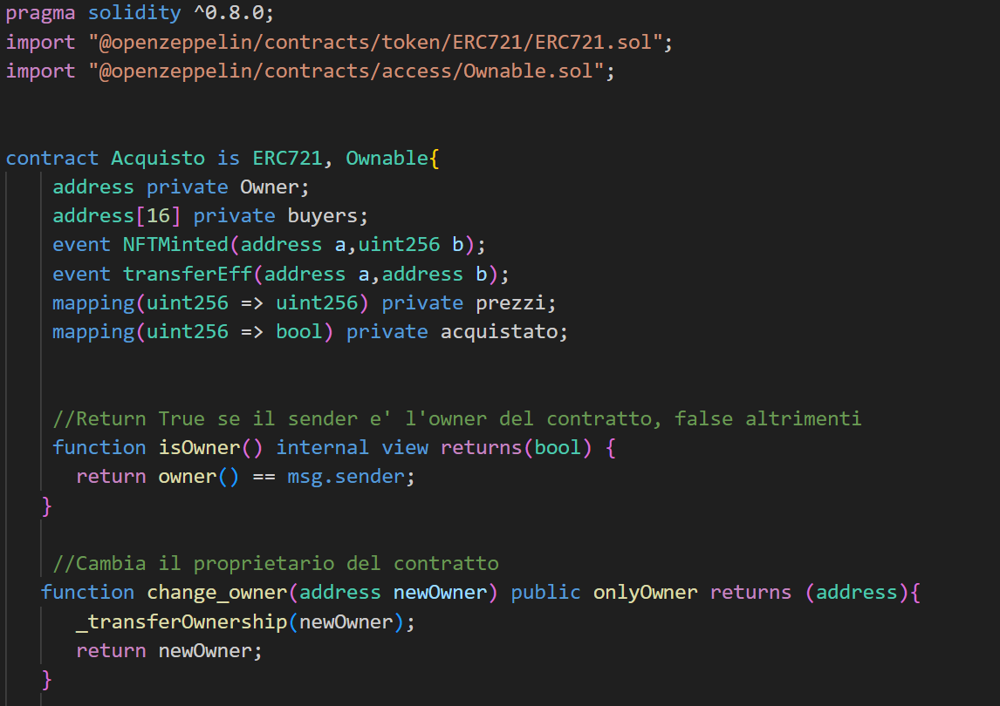 pragma solidity ^0.8.0;
import "@openzeppelin/contracts/token/ERC721/ERC721.sol";
import "@openzeppelin/contracts/access/Ownable.sol";
contract Acquisto is ERC721, Ownable{
address private Owner;
address[16] private buyers;
event NFTMinted(address a,uint256 b);
event transferEff(address a,address b);
mapping(uint256 => uint256) private prezzi;
mapping(uint256 => bool) private acquistato;
//Return True se il sender e' l'owner del contratto, false altrimenti
function isOwner() internal view returns(bool) {
return owner() == msg.sender;
}
//Cambia il proprietario del contratto
function change_owner(address newOwner) public onlyOwner returns (address){
_transferOwnership(newOwner);
return newOwner;
}